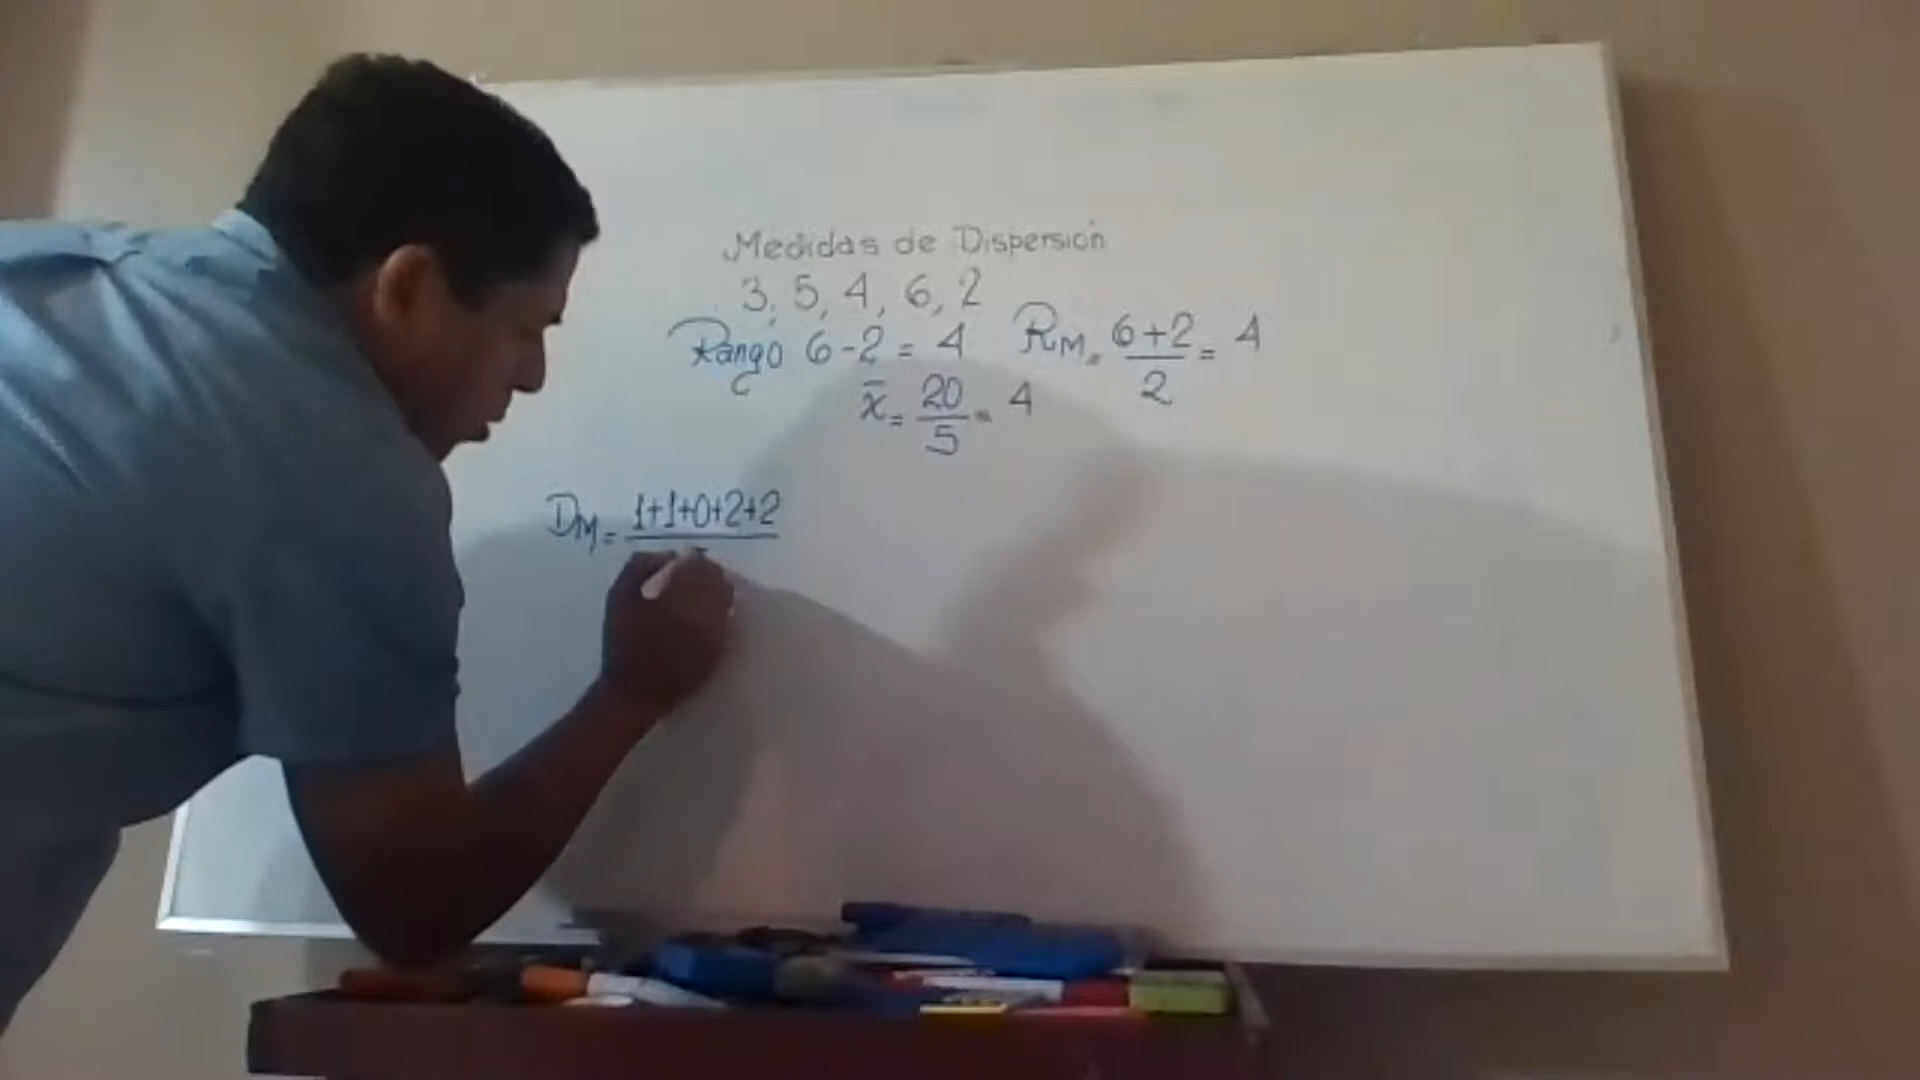 Medidas de Dispersión
3, 5, 4, 6, 2
Rango 6-2 = 4 RM = 6+2/2 = 4
x̄ = 20/5 = 4
DM = 1+1+0+2+2